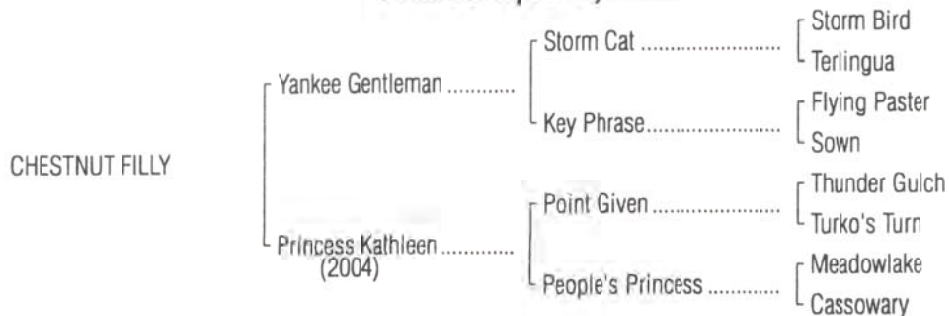 Storm Bird
Storm Cat ..........................
Terlingua
Yankee Gentleman ............
Flying Paster
Key Phrase.........................
Sown
CHESTNUT FILLY
Thunder Gulch
Point Given ........................
Turko's Turn
Princess Kathleen .............
(2004)
Meadowlake
People's Princess ..............
Cassowary